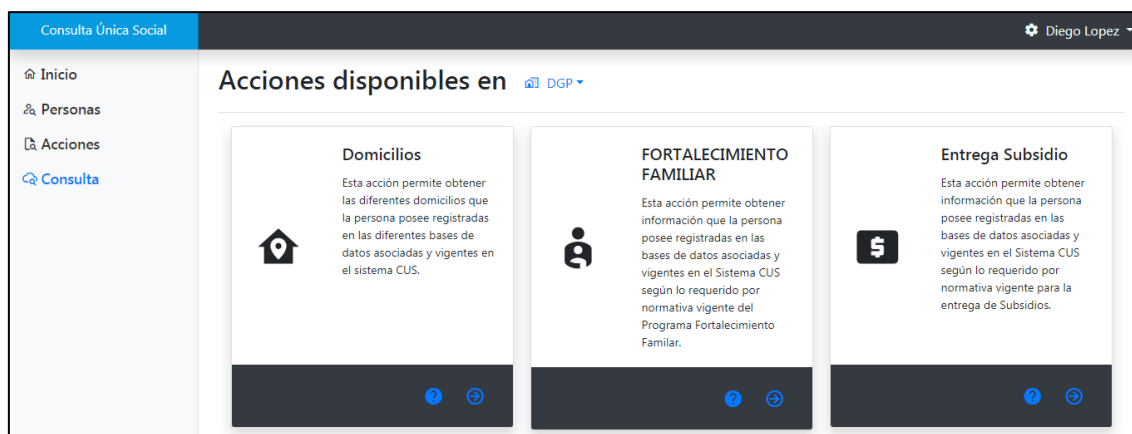 Consulta Única Social
Diego Lopez
Inicio
Personas
Acciones
Consulta
Acciones disponibles en DGP
Domicilios
Esta acción permite obtener
las diferentes domicilios que
la persona posee registradas
en las diferentes bases de
datos asociadas y vigentes en
el sistema CUS.
FORTALECIMIENTO
FAMILIAR
Esta acción permite obtener
información que la persona
posee registradas en las
bases de datos asociadas y
vigentes en el Sistema CUS
según lo requerido por
normativa vigente del
Programa Fortalecimiento
Familar.
Entrega Subsidio
Esta acción permite obtener
información que la persona
posee registradas en las
bases de datos asociadas y
vigentes en el Sistema CUS
según lo requerido por
normativa vigente para la
entrega de Subsidios.